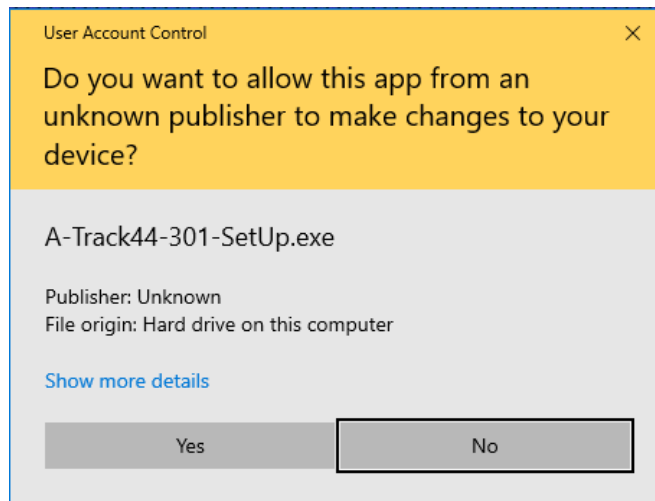 User Account Control
Do you want to allow this app from an
unknown publisher to make changes to your
device?
A-Track44-301-SetUp.exe
Publisher: Unknown
File origin: Hard drive on this computer
Show more details
Yes No